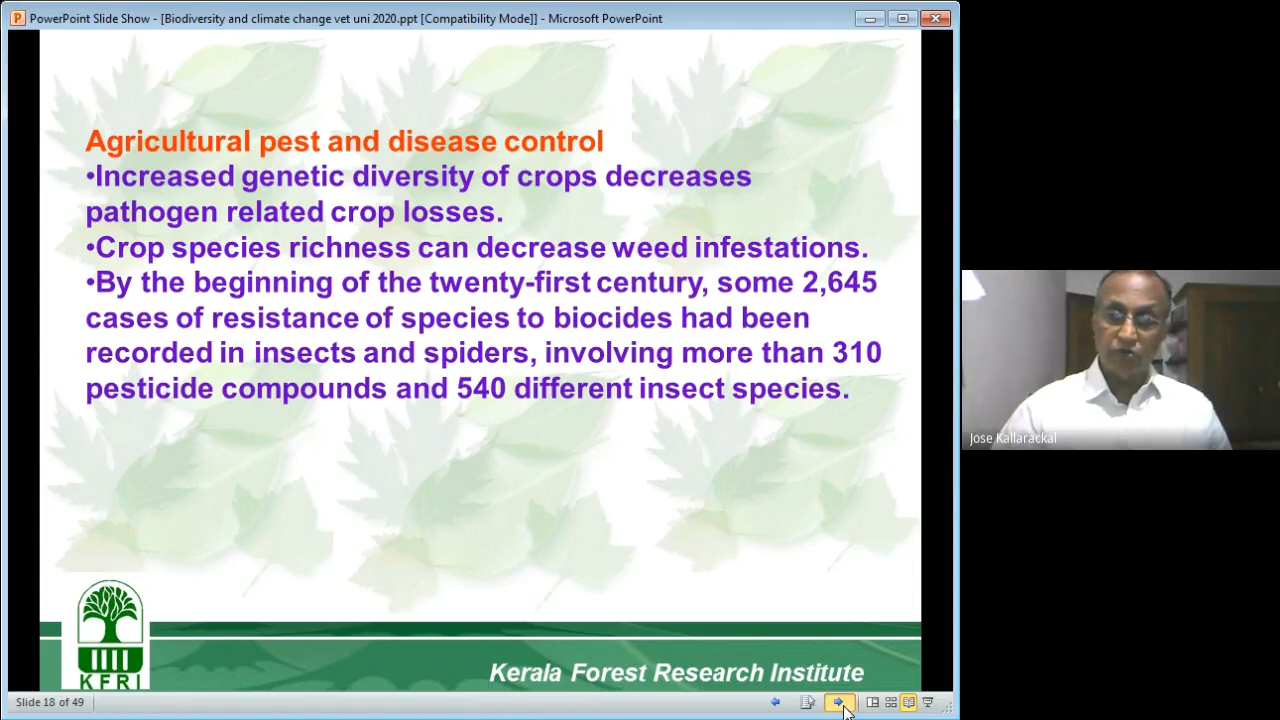 PowerPoint Slide Show - [Biodiversity and climate change vet uni 2020.ppt [Compatibility Mode]] - Microsoft PowerPoint
Agricultural pest and disease control
•Increased genetic diversity of crops decreases
pathogen related crop losses.
•Crop species richness can decrease weed infestations.
•By the beginning of the twenty-first century, some 2,645
cases of resistance of species to biocides had been
recorded in insects and spiders, involving more than 310
pesticide compounds and 540 different insect species.
Jose Kallarackal
KFRI
Kerala Forest Research Institute
Slide 18 of 49